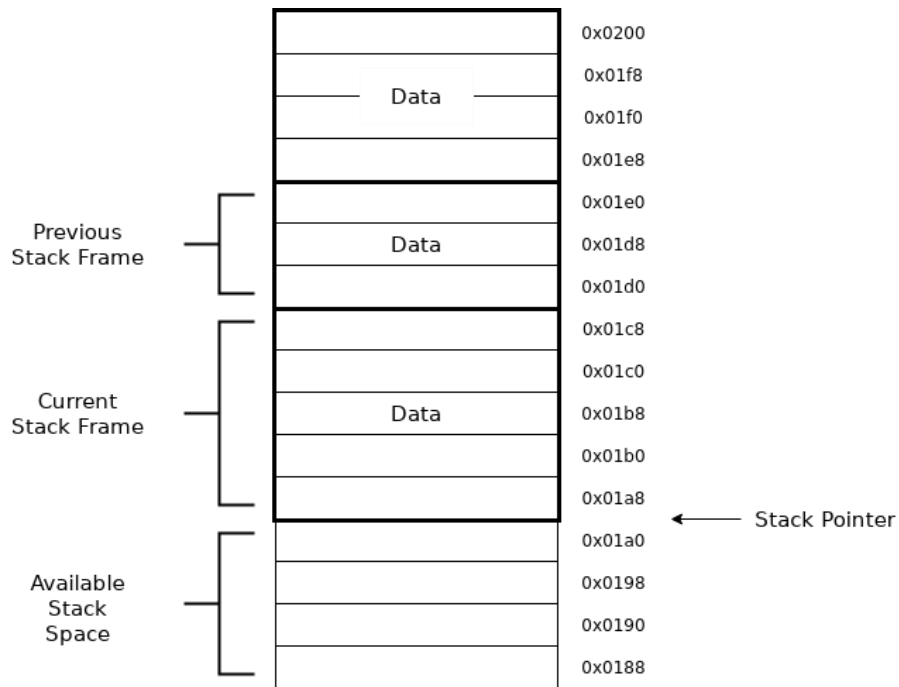 0x0200
0x01f8
Data
0x01f0
0x01e8
0x01e0
Previous
Stack Frame
Data
0x01d8
0x01d0
0x01c8
0x01c0
Current
Stack Frame
Data
0x01b8
0x01b0
0x01a8
Stack Pointer
0x01a0
Available
Stack
Space
0x0198
0x0190
0x0188